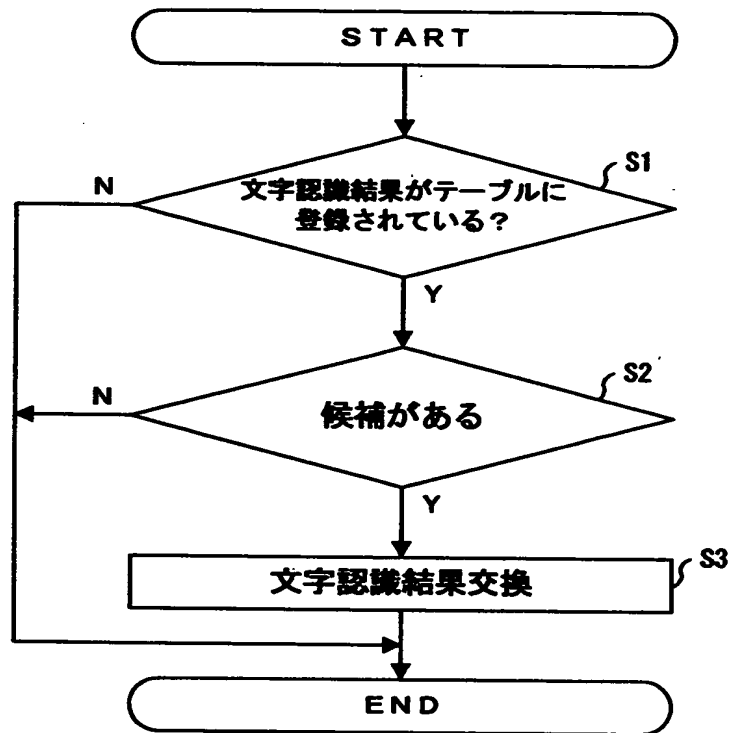 START
S1
N
文字認識結果がテーブルに
登録されている?
Y
S2
N
候補がある
Y
S3
文字認識結果交換
END